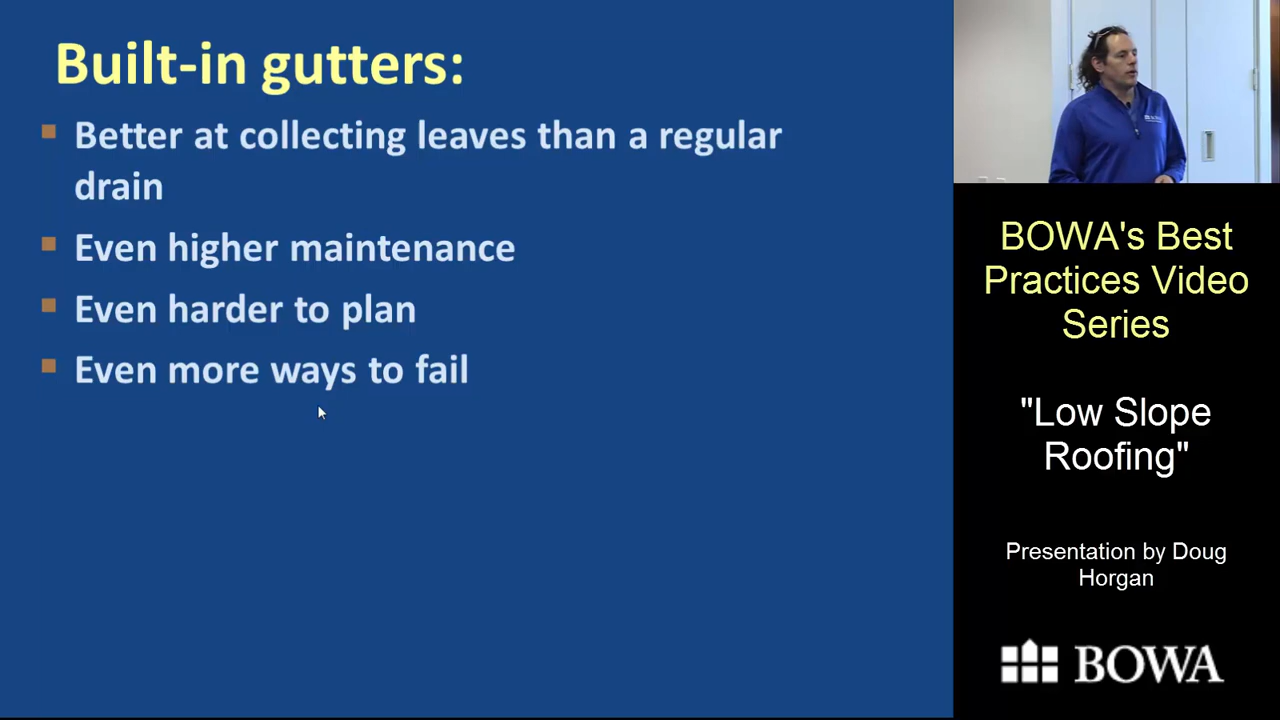 Built-in gutters:
Better at collecting leaves than a regular
drain
Even higher maintenance
Even harder to plan
Even more ways to fail
BOWA's Best
Practices Video
Series
"Low Slope
Roofing"
Presentation by Doug
Horgan
BOWA